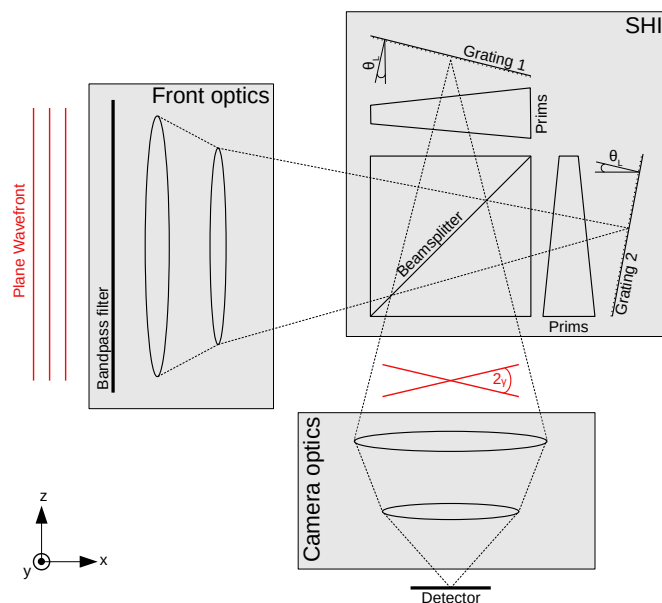 SHI
Grating 1
θL
Prims
Front optics
Plane Wavefront
Bandpass filter
Beamsplitter
θL
Grating 2
Prims
2γ
Camera optics
z
y
x
Detector